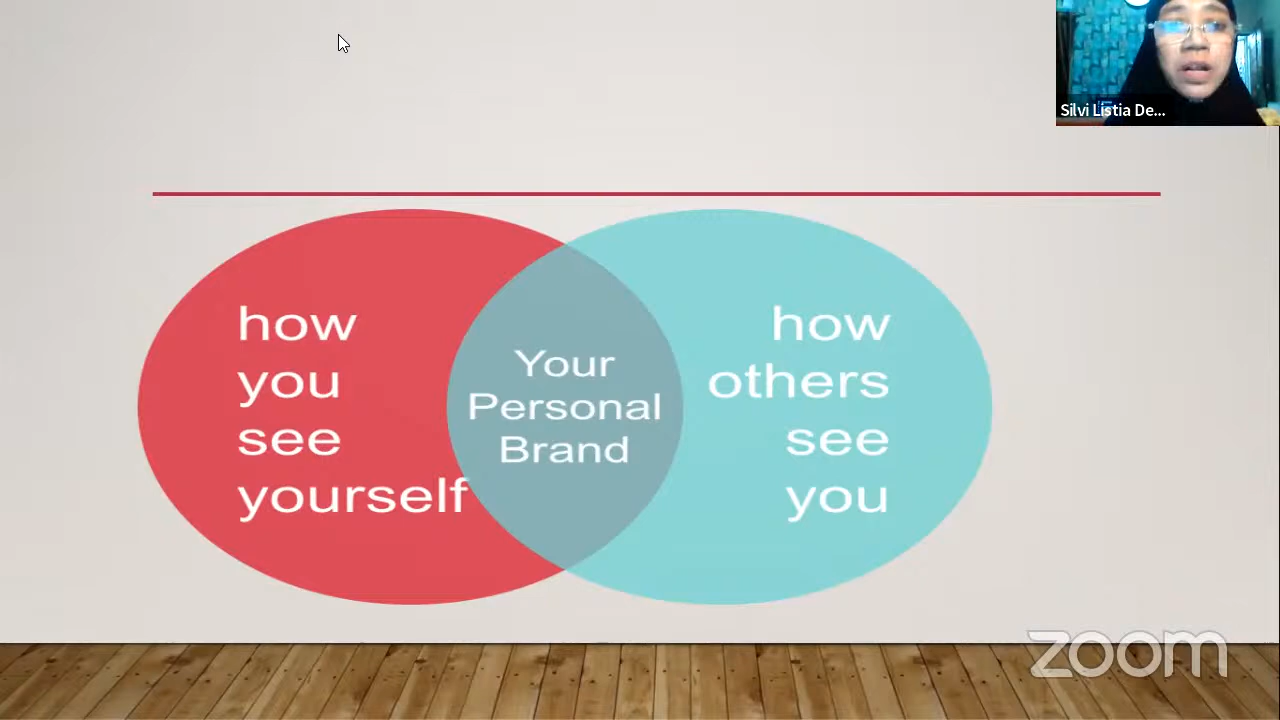 Silvi Listia De...
how
you
see
yourself
Your
Personal
Brand
how
others
see
you
zoom